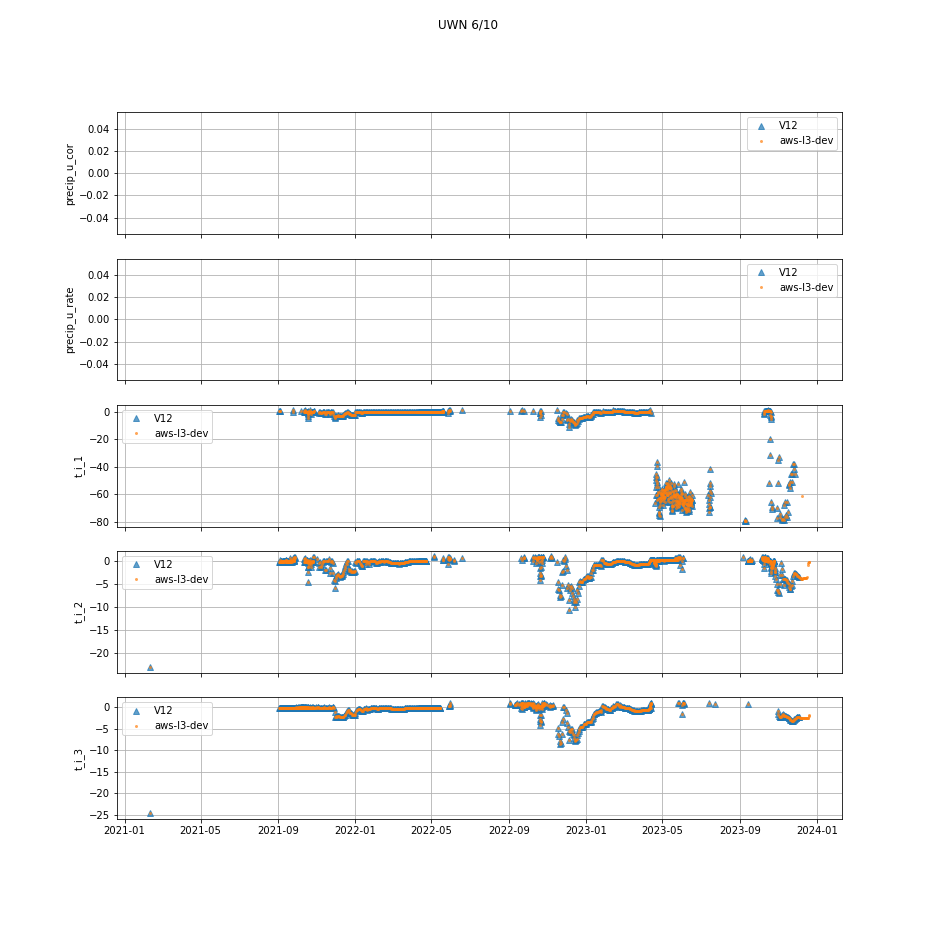 UWN 6/10
0.04
0.02
0.00
−0.02
−0.04
precip_u_cor
V12
aws-l3-dev
0.04
0.02
0.00
−0.02
−0.04
precip_u_rate
V12
aws-l3-dev
0
−20
−40
−60
−80
t_i_1
V12
aws-l3-dev
0
−5
−10
−15
−20
t_i_2
V12
aws-l3-dev
0
−5
−10
−15
−20
−25
t_i_3
V12
aws-l3-dev
2021-01 2021-05 2021-09 2022-01 2022-05 2022-09 2023-01 2023-05 2023-09 2024-01